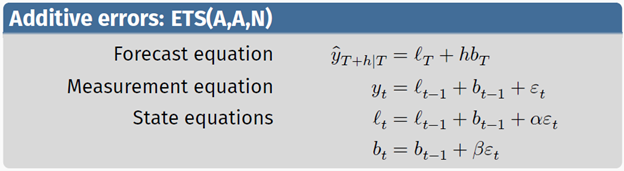 Additive errors: ETS(A,A,N)
Forecast equation ŷ_{T+h|T} = ℓ_T + hb_T
Measurement equation y_t = ℓ_{t−1} + b_{t−1} + ε_t
State equations ℓ_t = ℓ_{t−1} + b_{t−1} + αε_t
b_t = b_{t−1} + βε_t